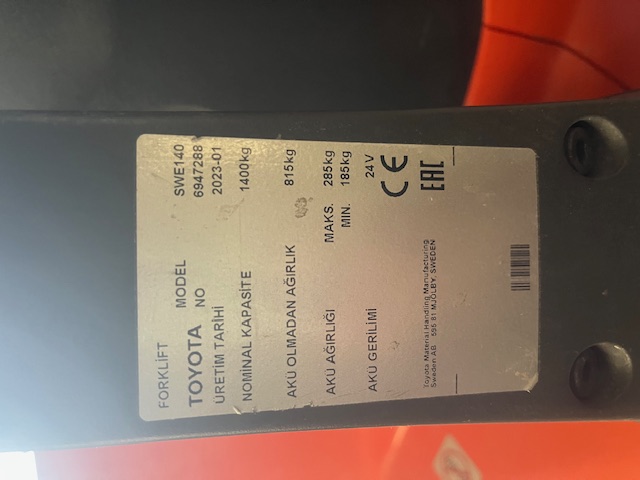 FORKLİFT
TOYOTA MODEL SWE140
NO 6947288
ÜRETİM TARİHİ 2023-01
NOMİNAL KAPASİTE 1400kg
AKÜ OLMADAN AĞIRLIK 815kg
AKÜ AĞIRLIĞI MAKS. 285kg
MIN. 185kg
AKÜ GERİLİMİ 24V
CE
EAC
Toyota Material Handling Manufacturing
Sweden AB 595 81 MJÖLBY, SWEDEN